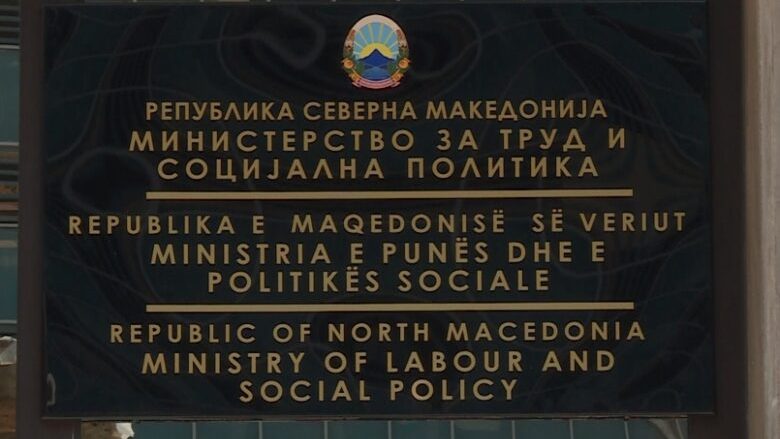 РЕПУБЛИКА СЕВЕРНА МАКЕДОНИЈА
МИНИСТЕРСТВО ЗА ТРУД И
СОЦИЈАЛНА ПОЛИТИКА
REPUBLIKA E MAQEDONISË SË VERIUT
MINISTRIA E PUNËS DHE E
POLITIKËS SOCIALE
REPUBLIC OF NORTH MACEDONIA
MINISTRY OF LABOUR AND
SOCIAL POLICY